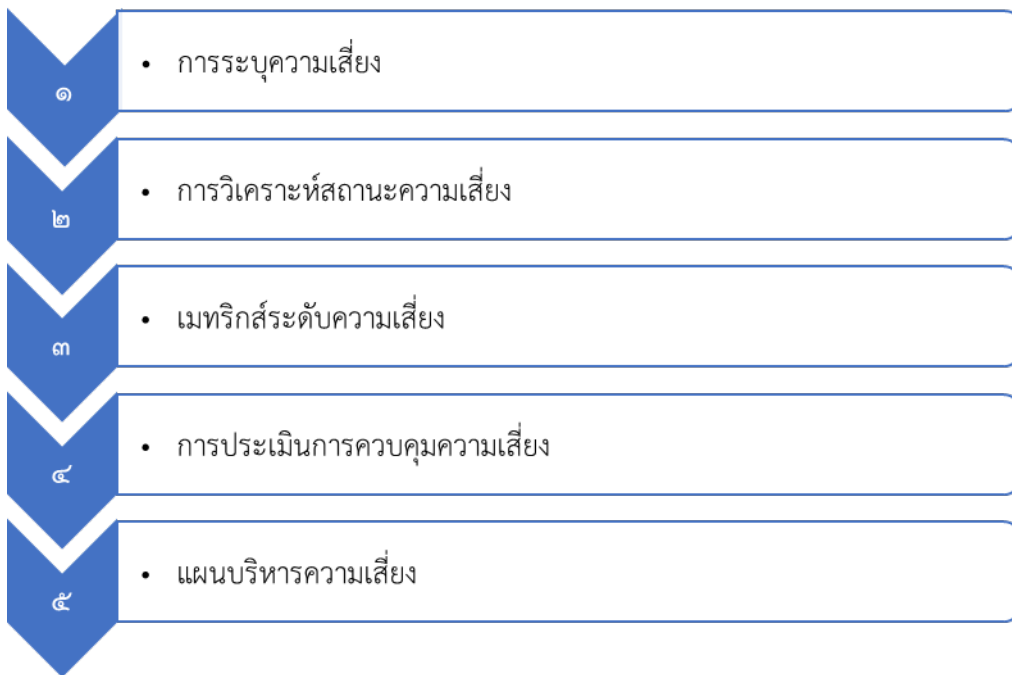 ๑
• การระบุความเสี่ยง
๒
• การวิเคราะห์สถานะความเสี่ยง
๓
• เมทริกส์ระดับความเสี่ยง
๔
• การประเมินการควบคุมความเสี่ยง
๕
• แผนบริหารความเสี่ยง